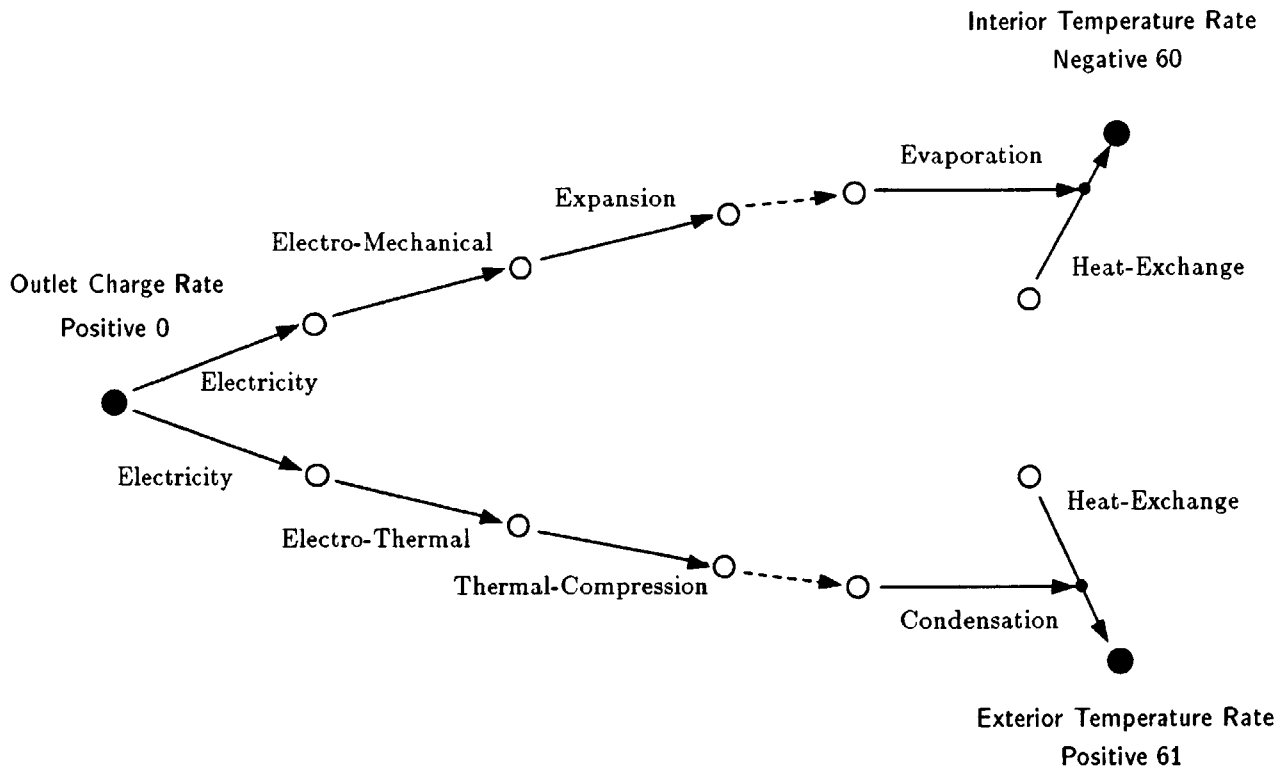 Interior Temperature Rate
Negative 60
Evaporation
Expansion
Electro-Mechanical
Heat-Exchange
Outlet Charge Rate
Positive 0
Electricity
Electricity
Heat-Exchange
Electro-Thermal
Thermal-Compression
Condensation
Exterior Temperature Rate
Positive 61